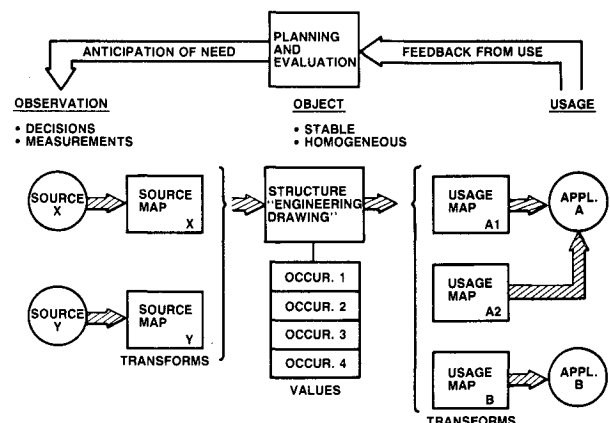 PLANNING
AND
EVALUATION
ANTICIPATION OF NEED
FEEDBACK FROM USE
OBSERVATION
• DECISIONS
• MEASUREMENTS
OBJECT
• STABLE
• HOMOGENEOUS
USAGE
SOURCE
X
SOURCE
MAP
X
SOURCE
Y
SOURCE
MAP
Y
TRANSFORMS
STRUCTURE
"ENGINEERING
DRAWING"
OCCUR. 1
OCCUR. 2
OCCUR. 3
OCCUR. 4
VALUES
USAGE
MAP
A1
APPL.
A
USAGE
MAP
A2
USAGE
MAP
B
APPL.
B
TRANSFORMS